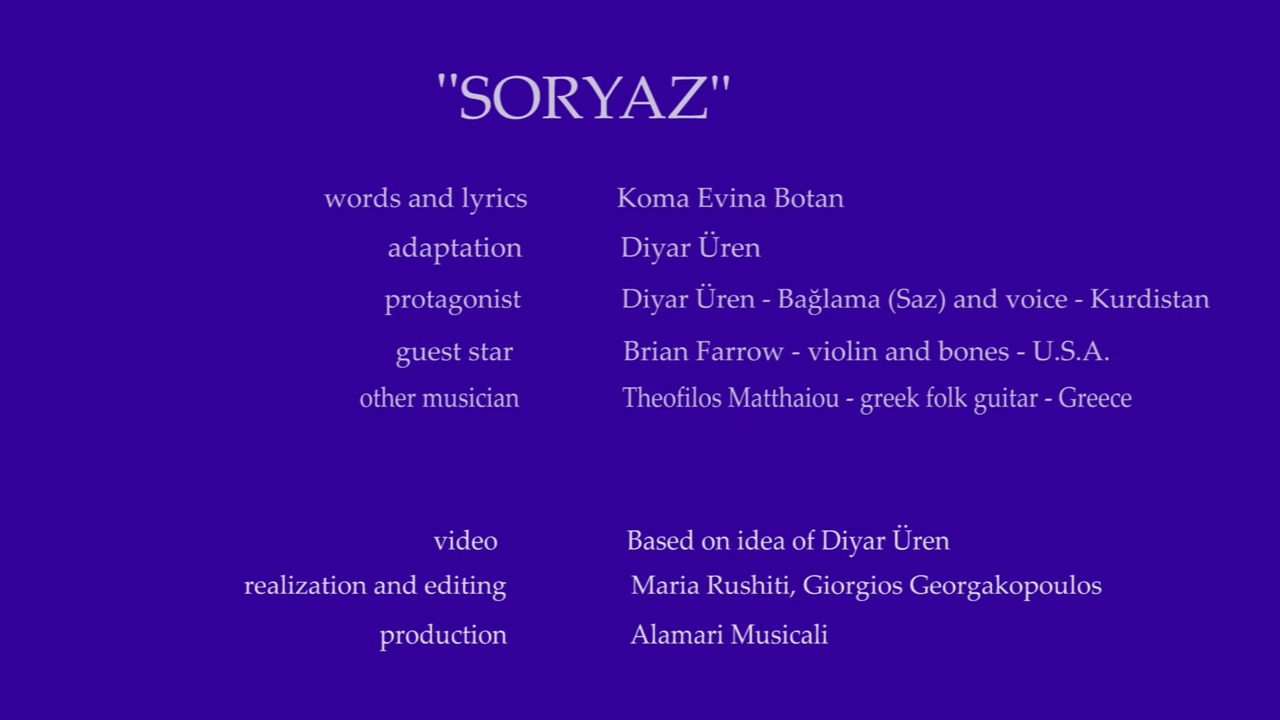 "SORYAZ"
words and lyrics Koma Evina Botan
adaptation Diyar Üren
protagonist Diyar Üren - Bağlama (Saz) and voice - Kurdistan
guest star Brian Farrow - violin and bones - U.S.A.
other musician Theofilos Matthaiou - greek folk guitar - Greece
video Based on idea of Diyar Üren
realization and editing Maria Rushiti, Giorgios Georgakopoulos
production Alamari Musicali